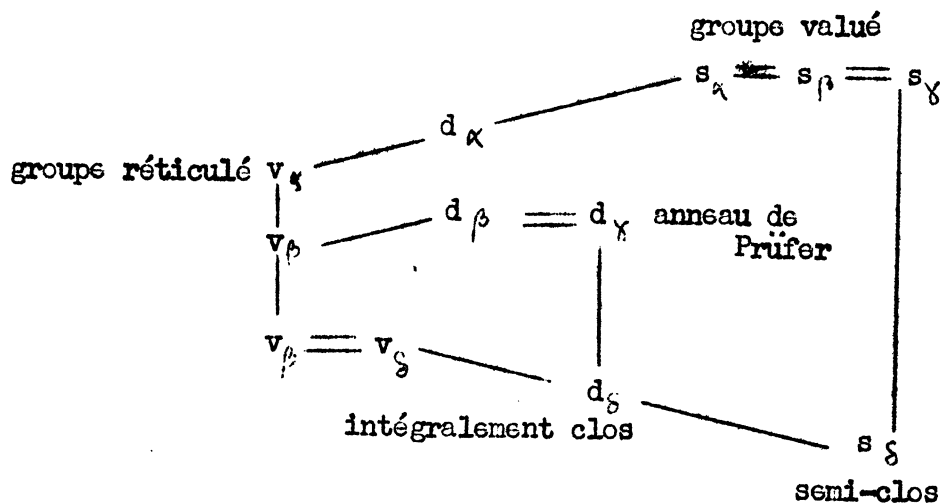 groupe valué
s_α = s_β = s_γ
d_α
groupe réticulé v_α
d_β = d_γ anneau de
v_β Prüfer
v_β = v_δ
d_δ
intégralement clos
s_δ
semi-clos